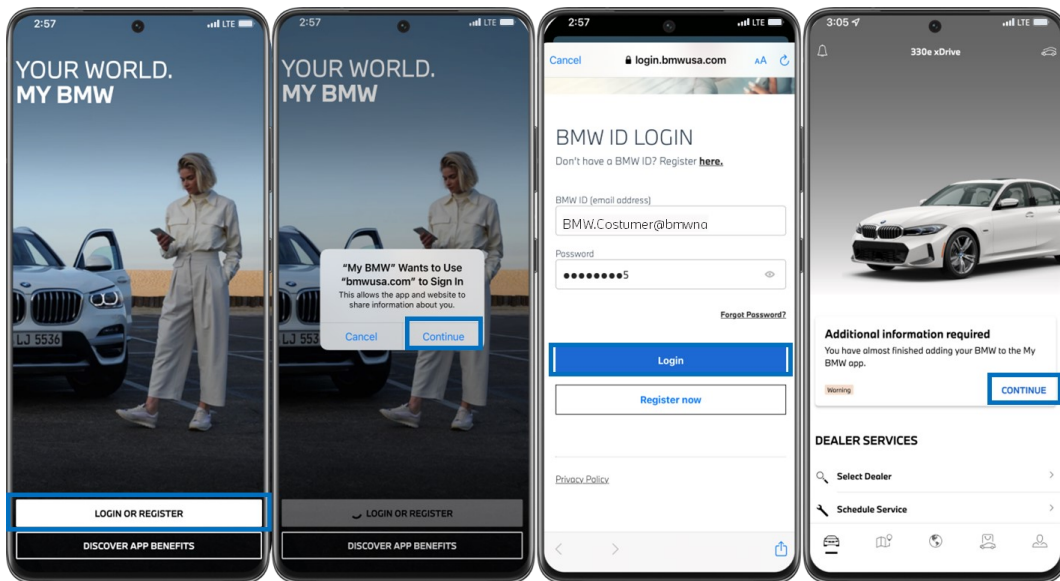 2:57
LTE
YOUR WORLD.
MY BMW
LJ 5536
LOGIN OR REGISTER
DISCOVER APP BENEFITS
2:57
LTE
YOUR WORLD.
MY BMW
"My BMW" Wants to Use
"bmwusa.com" to Sign In
This allows the app and website to
share information about you.
Cancel
Continue
LJ 553
LOGIN OR REGISTER
DISCOVER APP BENEFITS
2:57
LTE
Cancel
login.bmwusa.com
AA
BMW ID LOGIN
Don't have a BMW ID? Register here.
BMW ID (email address)
BMW.Costumer@bmwna
Password
●●●●●●●●5
Forgot Password?
Login
Register now
Privacy Policy
3:05
LTE
330e xDrive
Additional information required
You have almost finished adding your BMW to the My
BMW app.
Warning
CONTINUE
DEALER SERVICES
Select Dealer
Schedule Service